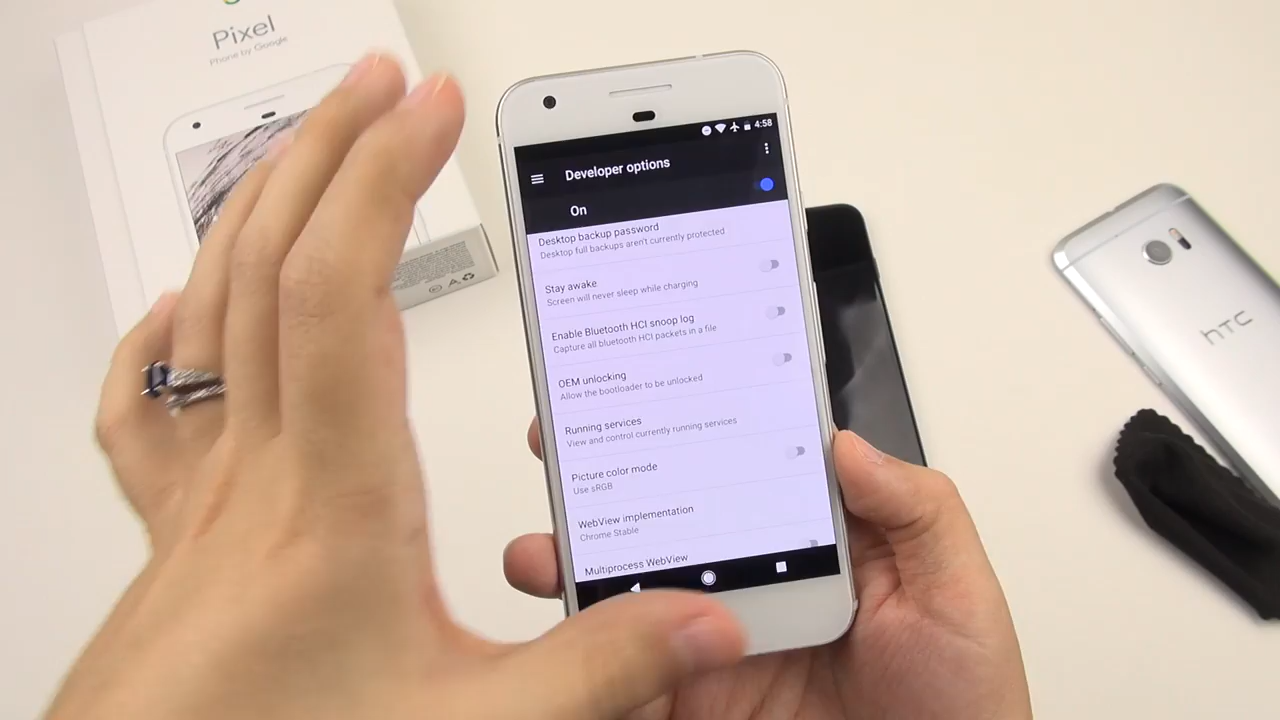 Pixel
Phone by Google
4:58
Developer options
On
Desktop backup password
Desktop full backups aren't currently protected
Stay awake
Screen will never sleep while charging
Enable Bluetooth HCI snoop log
Capture all bluetooth HCI packets in a file
OEM unlocking
Allow the bootloader to be unlocked
Running services
View and control currently running services
Picture color mode
Use sRGB
WebView implementation
Chrome Stable
Multiprocess WebView
hTC